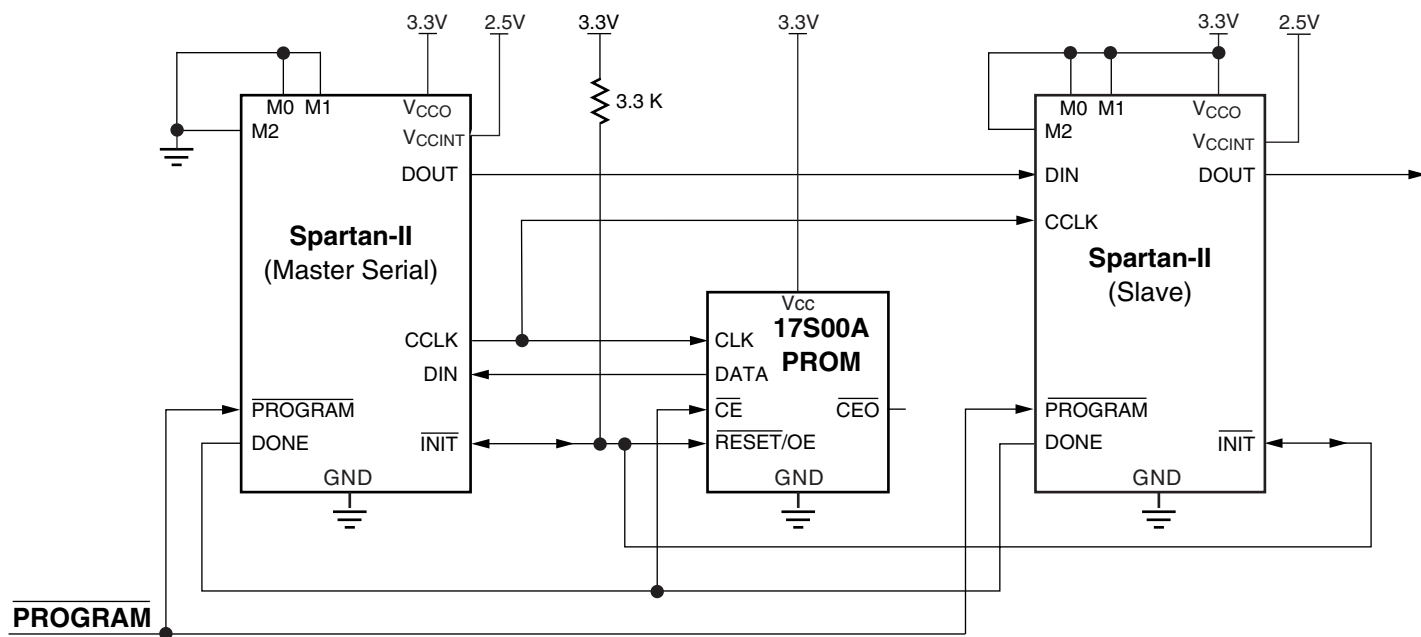 3.3V 2.5V 3.3V 3.3V 3.3V 2.5V
M0 M1 VCCO
M2
VCCINT
DOUT
Spartan-II
(Master Serial)
CCLK
DIN
PROGRAM
DONE
INIT
GND
3.3 K
Vcc
17S00A
PROM
CLK
DATA
CE
CEO
RESET/OE
GND
M0 M1 VCCO
M2
VCCINT
DIN
DOUT
CCLK
Spartan-II
(Slave)
PROGRAM
DONE
INIT
GND
PROGRAM